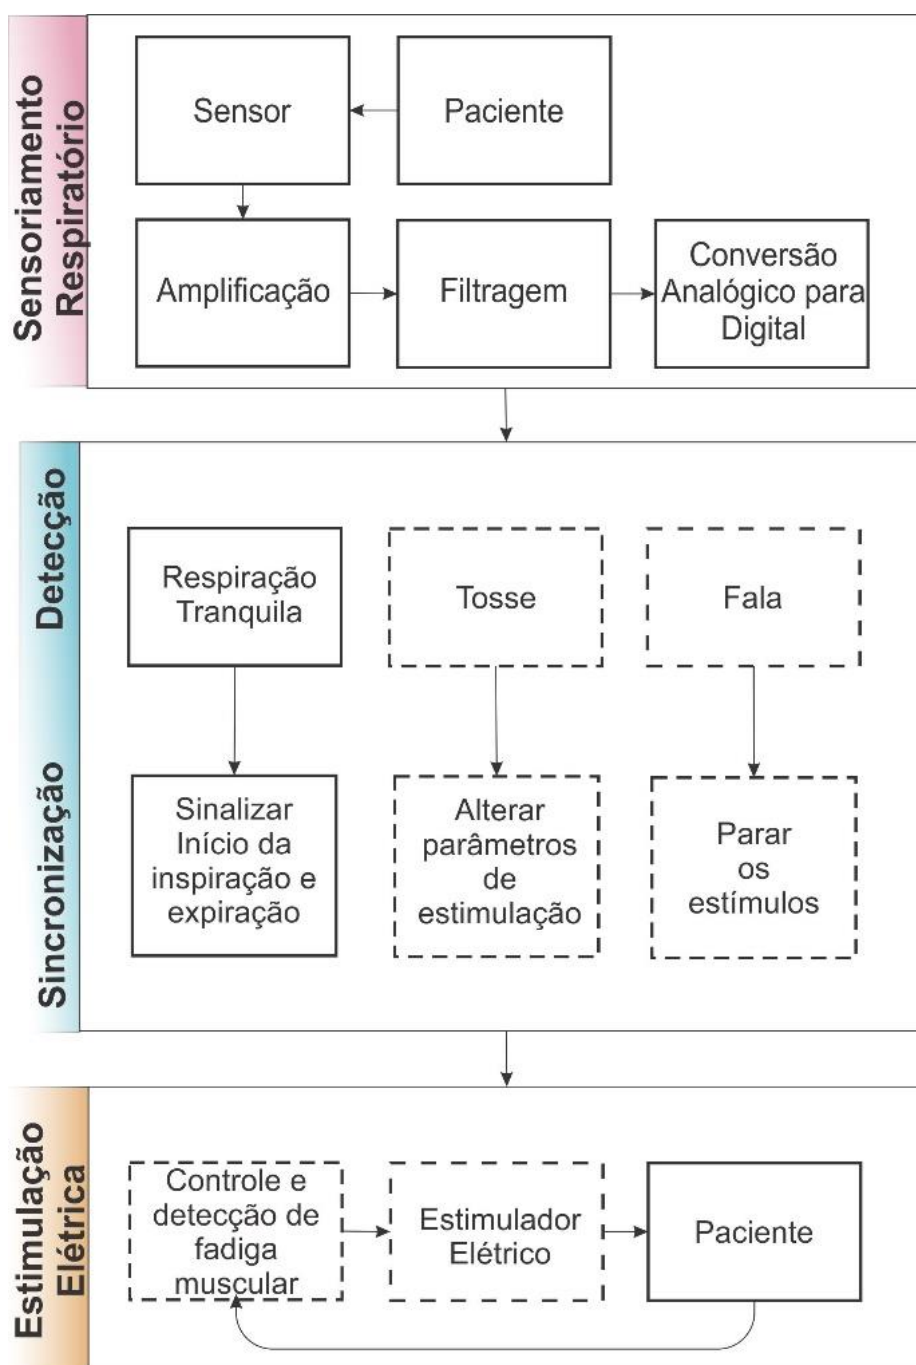 Sensoriamento
Respiratório
Sensor
Paciente
Amplificação
Filtragem
Conversão
Analógico para
Digital
Detecção
Respiração
Tranquila
Tosse
Fala
Sincronização
Sinalizar
Início da
inspiração e
expiração
Alterar
parâmetros
de
estimulação
Parar
os
estímulos
Estimulação
Elétrica
Controle e
detecção de
fadiga
muscular
Estimulador
Elétrico
Paciente